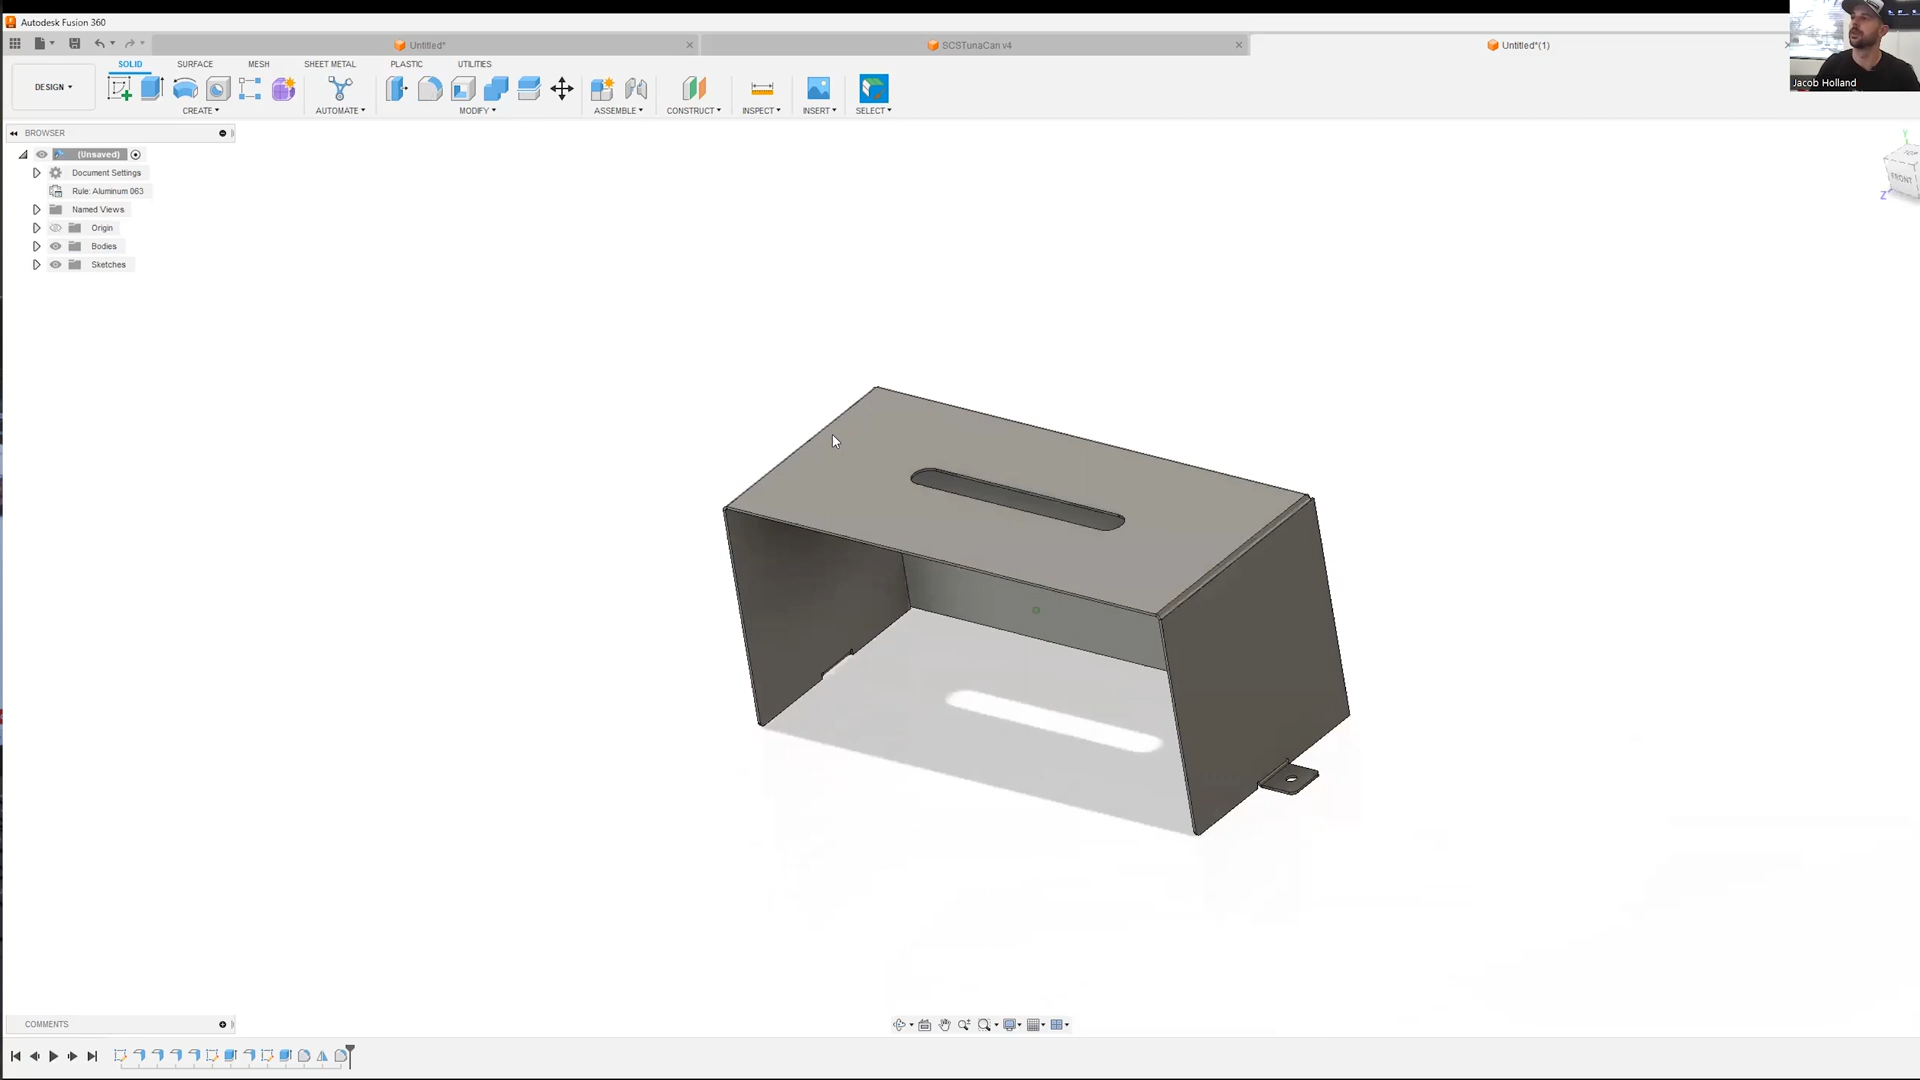 Autodesk Fusion 360
Untitled*
SCSTunaCan v4
Untitled*(1)
Jacob Holland
DESIGN
SOLID
SURFACE
MESH
SHEET METAL
PLASTIC
UTILITIES
CREATE
AUTOMATE
MODIFY
ASSEMBLE
CONSTRUCT
INSPECT
INSERT
SELECT
BROWSER
(Unsaved)
Document Settings
Rule: Aluminum 063
Named Views
Origin
Bodies
Sketches
Y
TOP
FRONT
Z
COMMENTS